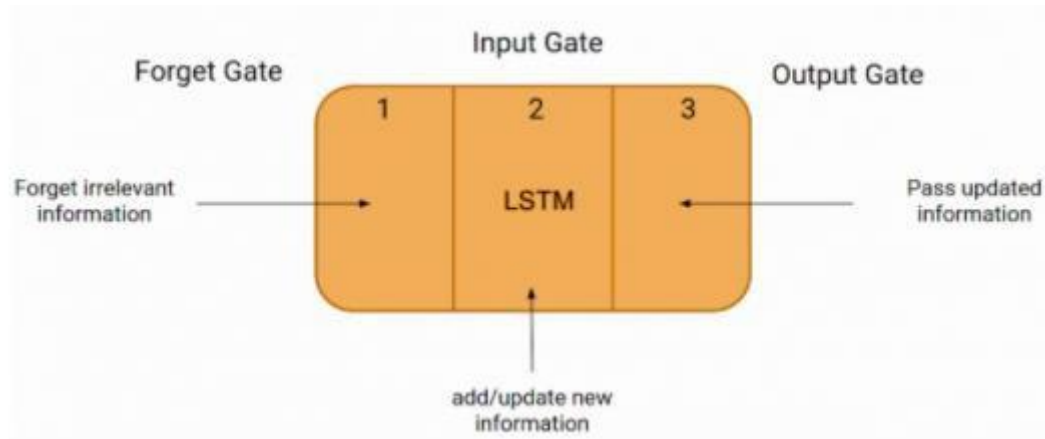 Input Gate
Forget Gate
Output Gate
1
2
3
Forget irrelevant
information
LSTM
Pass updated
information
add/update new
information